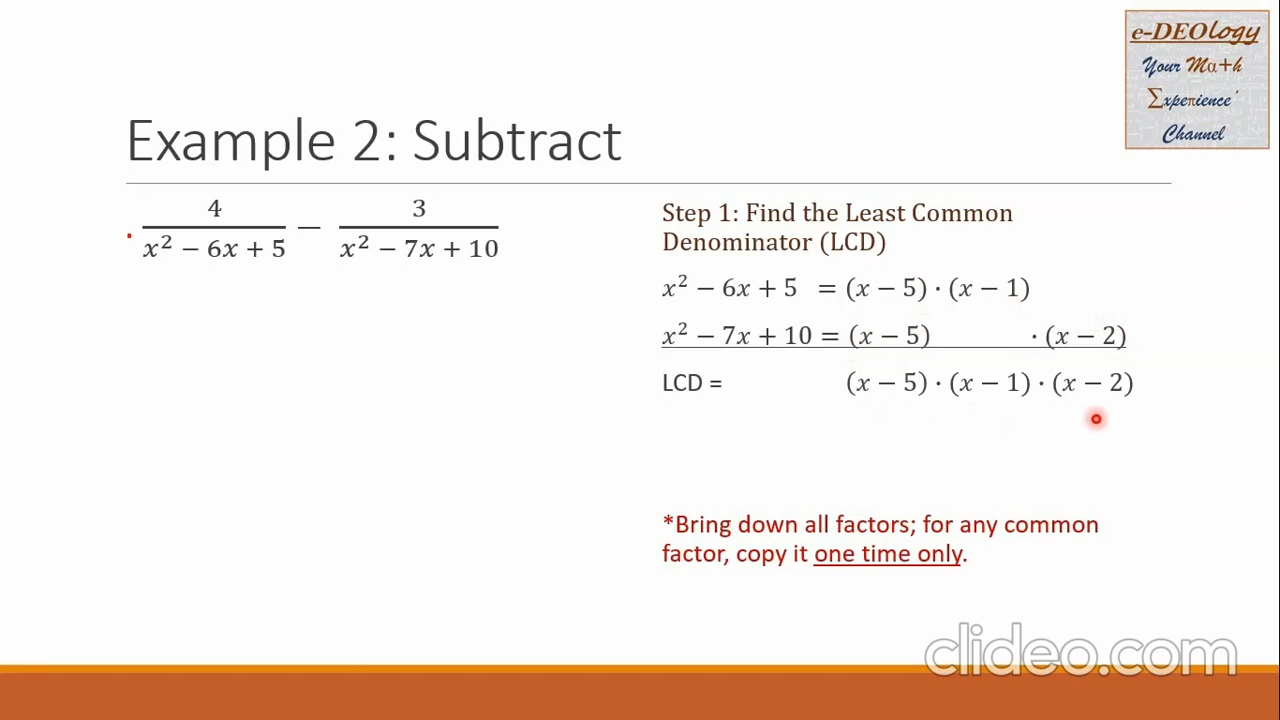 e-DEOlogy
Your Mα+h
Σxpeπience'
Channel
Example 2: Subtract
. 4/(x² − 6x + 5) − 3/(x² − 7x + 10)
Step 1: Find the Least Common
Denominator (LCD)
x² − 6x + 5 = (x − 5) · (x − 1)
x² − 7x + 10 = (x − 5) · (x − 2)
LCD = (x − 5) · (x − 1) · (x − 2)
*Bring down all factors; for any common
factor, copy it one time only.
clideo.com